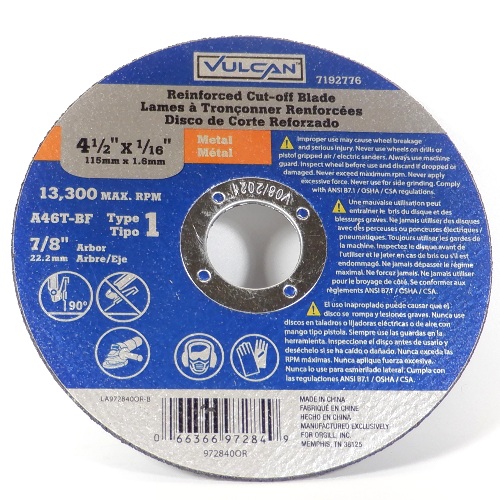 VULCAN
7192776
Reinforced Cut-off Blade
Lames à Tronçonner Renforcées
Disco de Corte Reforzado
4 1/2" x 1/16"
115mm x 1.6mm
Metal
Métal
13,300 MAX. RPM
A46T-BF Type 1
Tipo
7/8" Arbor
22.2mm Arbre/Eje
V08/2021
Improper use may cause wheel breakage
and serious injury. Never use wheels on drills or
pistol gripped air / electric sanders. Always use machine
guard. Inspect wheel before use and discard if dropped or
damaged. Never exceed maximum RPM. Never apply
excessive force. Never use for side grinding. Comply
with ANSI B7.1 / OSHA / CSA.
Une mauvaise utilisation peut
entraîner le bris du disque et des
blessures graves. Ne jamais utiliser des disques
avec des perceuses ou ponceuses électriques /
pneumatiques. Toujours utiliser les gardes de
la machine. Inspectez le disque avant de
l'utiliser et le jeter en cas de bris ou s'il est
endommagé. Ne jamais dépasser le régime
maximal. Ne forcez jamais. Ne jamais utiliser
pour le broyage de côté. Se conformer aux
règlements ANSI B7.1 / OSHA / CSA.
El uso inapropiado puede causar que el
disco se rompa y lesiones graves. Nunca use
discos en taladros o lijadoras eléctricas o de aire con
mango tipo pistola. Siempre use las guardas en la
herramienta. Inspeccione el disco antes de usarlo y
deséchelo si se ha caído o dañado. Nunca exceda las
RPM máximas. Nunca aplique fuerza excesiva.
Nunca lo use para esmerilado lateral. Cumpla con
las regulaciones ANSI B7.1 / OSHA / CSA.
90°
LA972840OR-B
0 66366 97284 9
972840OR
MADE IN CHINA
FABRIQUÉ EN CHINE
HECHO EN CHINA
MANUFACTURED EXCLUSIVELY
FOR ORGILL INC.
MEMPHIS, TN 38125